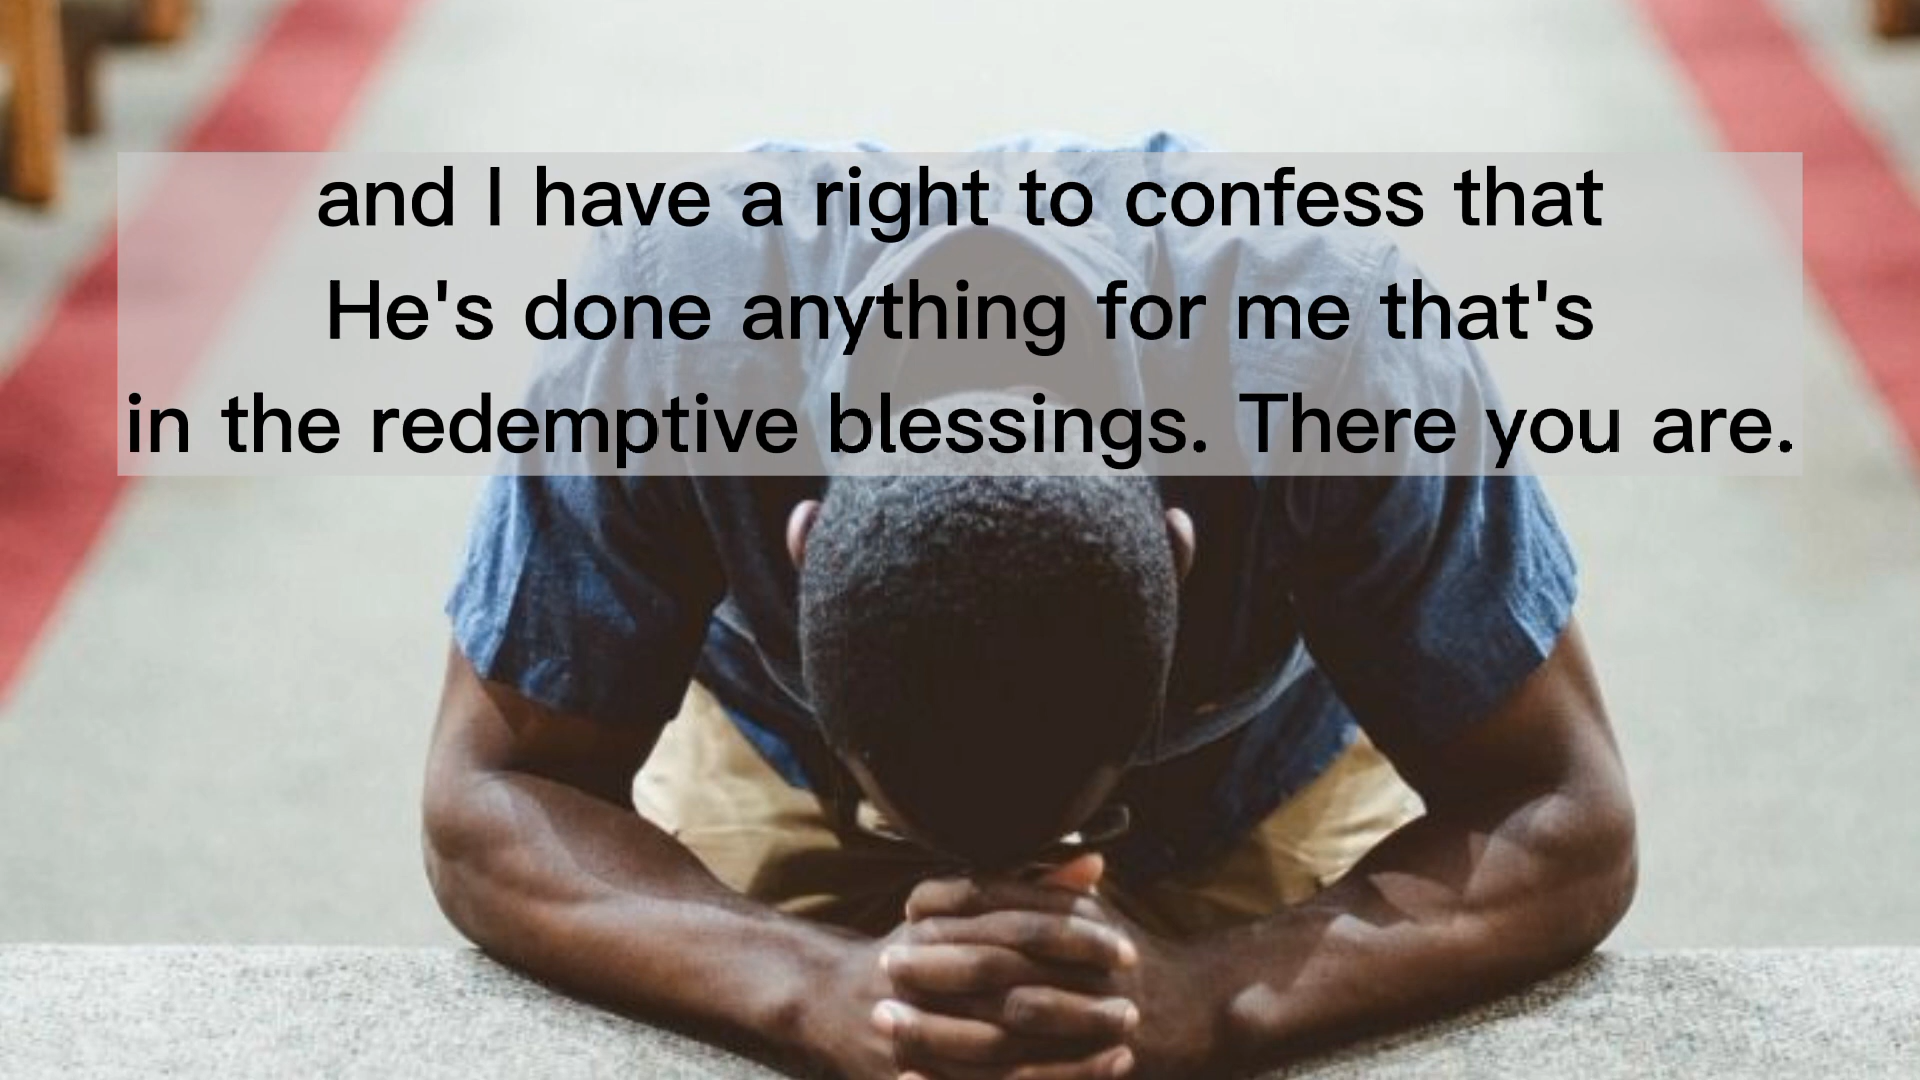 and I have a right to confess that
He's done anything for me that's
in the redemptive blessings. There you are.